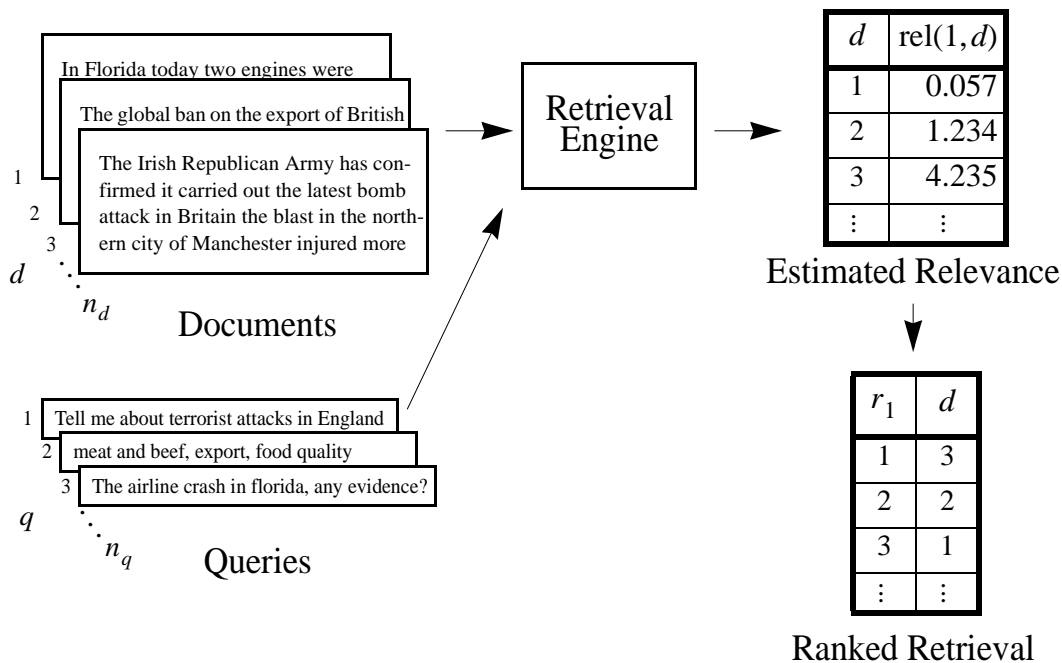 In Florida today two engines were
The global ban on the export of British
The Irish Republican Army has con-
firmed it carried out the latest bomb
attack in Britain the blast in the north-
ern city of Manchester injured more
1
2
3
d
n_d
Documents
Retrieval
Engine
d rel(1,d)
1 0.057
2 1.234
3 4.235
⋮ ⋮
Estimated Relevance
1 Tell me about terrorist attacks in England
2 meat and beef, export, food quality
3 The airline crash in florida, any evidence?
q
n_q
Queries
r_1 d
1 3
2 2
3 1
⋮ ⋮
Ranked Retrieval